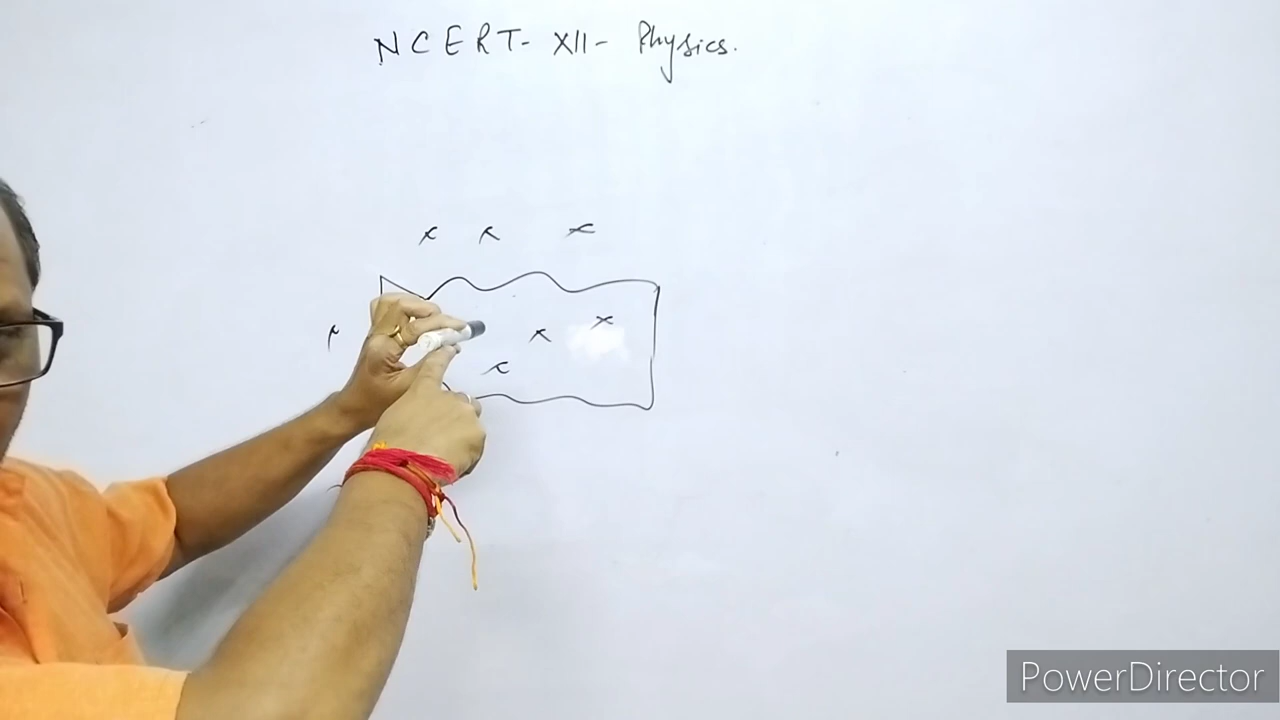 NCERT- XII- Physics.
x x x
x x
x
PowerDirector